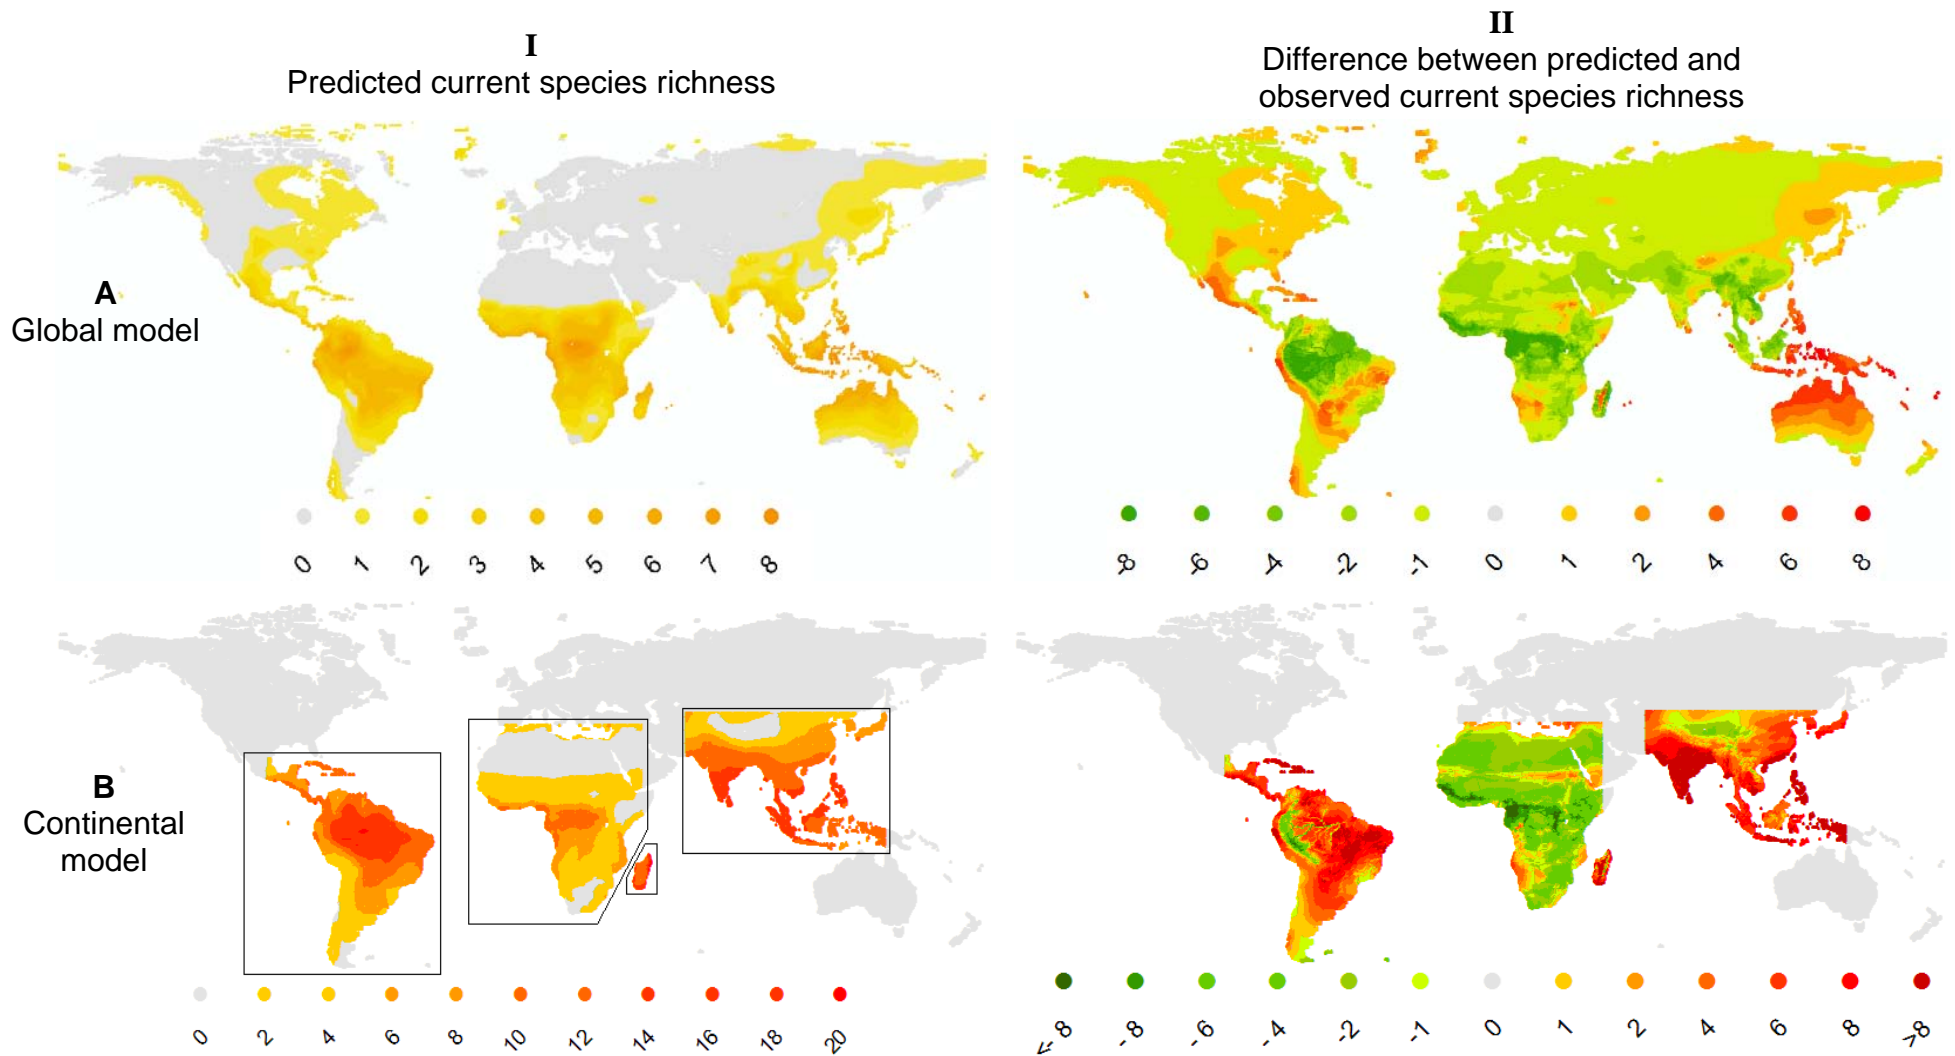 I
Predicted current species richness
II
Difference between predicted and
observed current species richness
A
Global model
0 1 2 3 4 5 6 7 8
-8 -6 -4 -2 -1 0 1 2 4 6 8
B
Continental
model
0 2 4 6 8 10 12 14 16 18 20
<- 8 - 8 - 6 - 4 -2 -1 0 1 2 4 6 8 >8